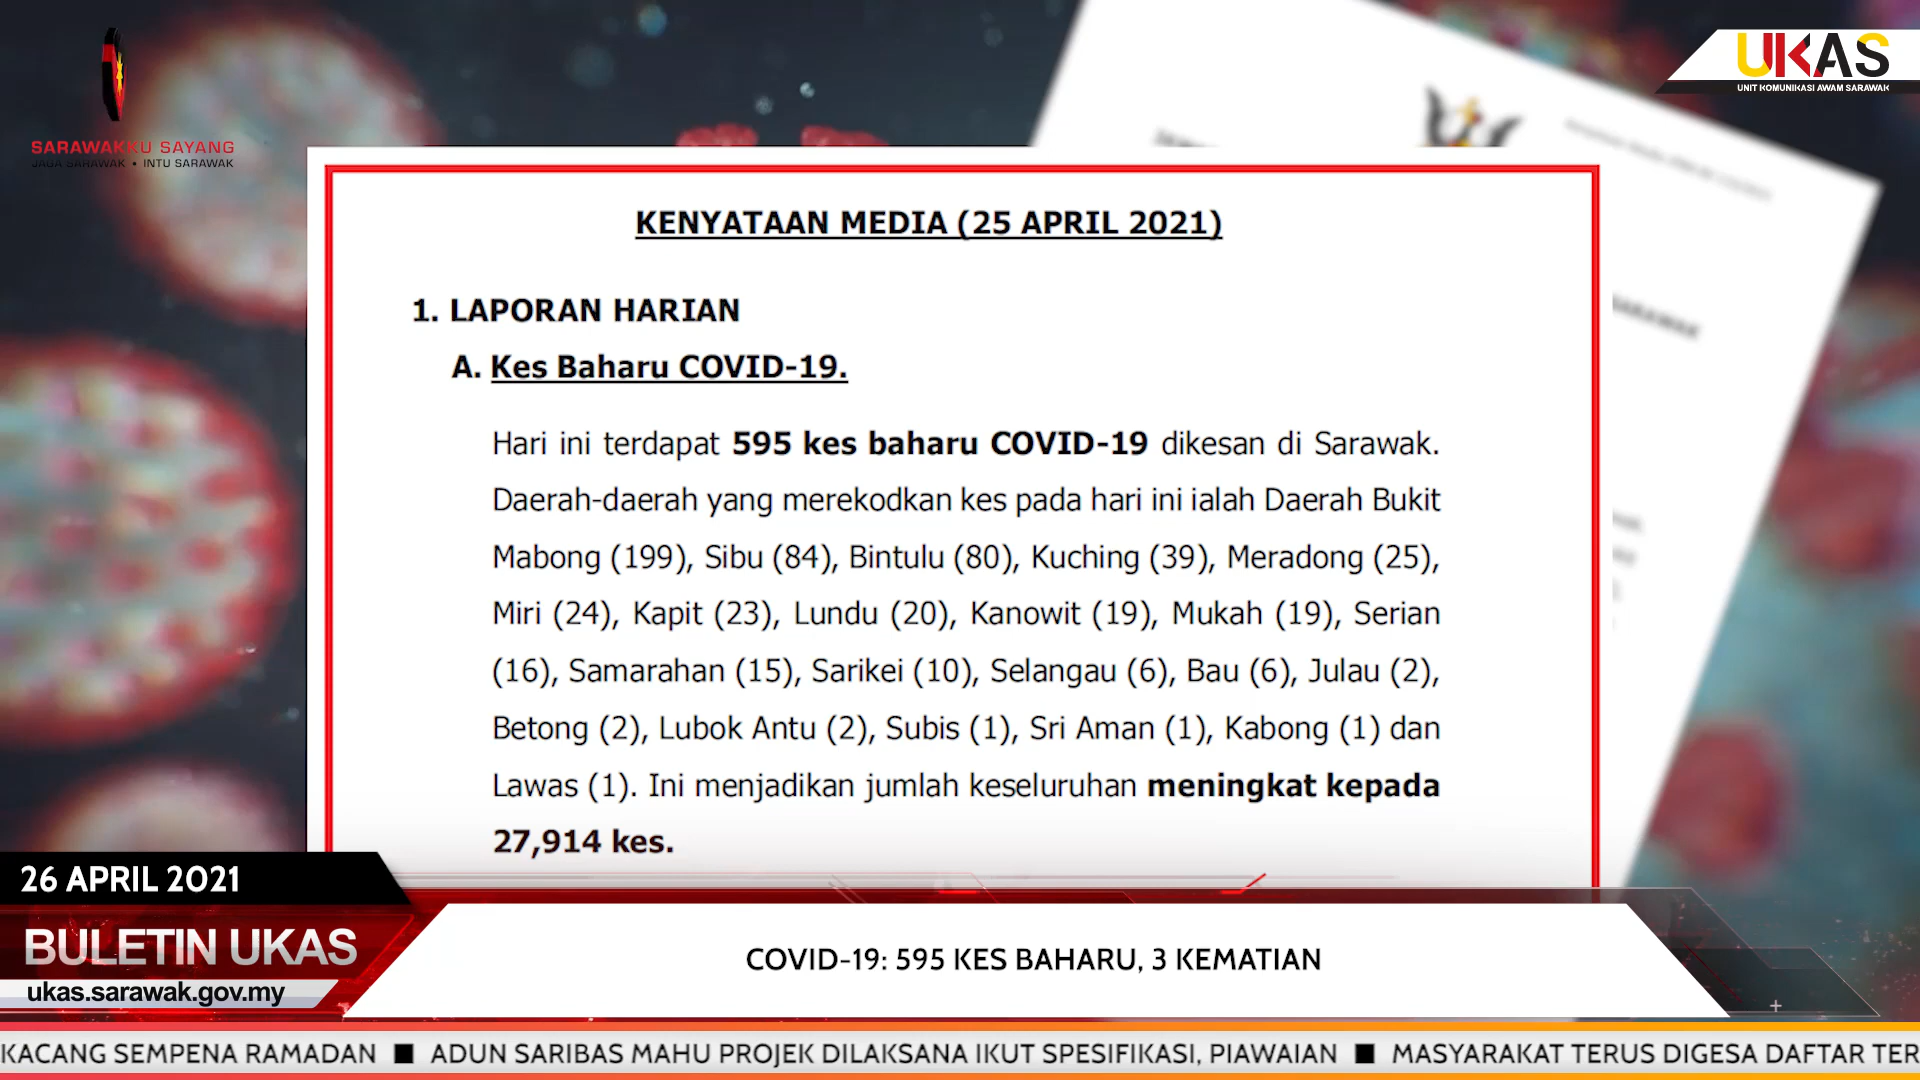 SARAWAKKU SAYANG
JAGA SARAWAK • INTU SARAWAK
UKAS
UNIT KOMUNIKASI AWAM SARAWAK
SARAWAK
KENYATAAN MEDIA (25 APRIL 2021)
1. LAPORAN HARIAN
A. Kes Baharu COVID-19.
Hari ini terdapat 595 kes baharu COVID-19 dikesan di Sarawak.
Daerah-daerah yang merekodkan kes pada hari ini ialah Daerah Bukit
Mabong (199), Sibu (84), Bintulu (80), Kuching (39), Meradong (25),
Miri (24), Kapit (23), Lundu (20), Kanowit (19), Mukah (19), Serian
(16), Samarahan (15), Sarikei (10), Selangau (6), Bau (6), Julau (2),
Betong (2), Lubok Antu (2), Subis (1), Sri Aman (1), Kabong (1) dan
Lawas (1). Ini menjadikan jumlah keseluruhan meningkat kepada
27,914 kes.
26 APRIL 2021
BULETIN UKAS
ukas.sarawak.gov.my
COVID-19: 595 KES BAHARU, 3 KEMATIAN
KACANG SEMPENA RAMADAN ■ ADUN SARIBAS MAHU PROJEK DILAKSANA IKUT SPESIFIKASI, PIAWAIAN ■ MASYARAKAT TERUS DIGESA DAFTAR TER